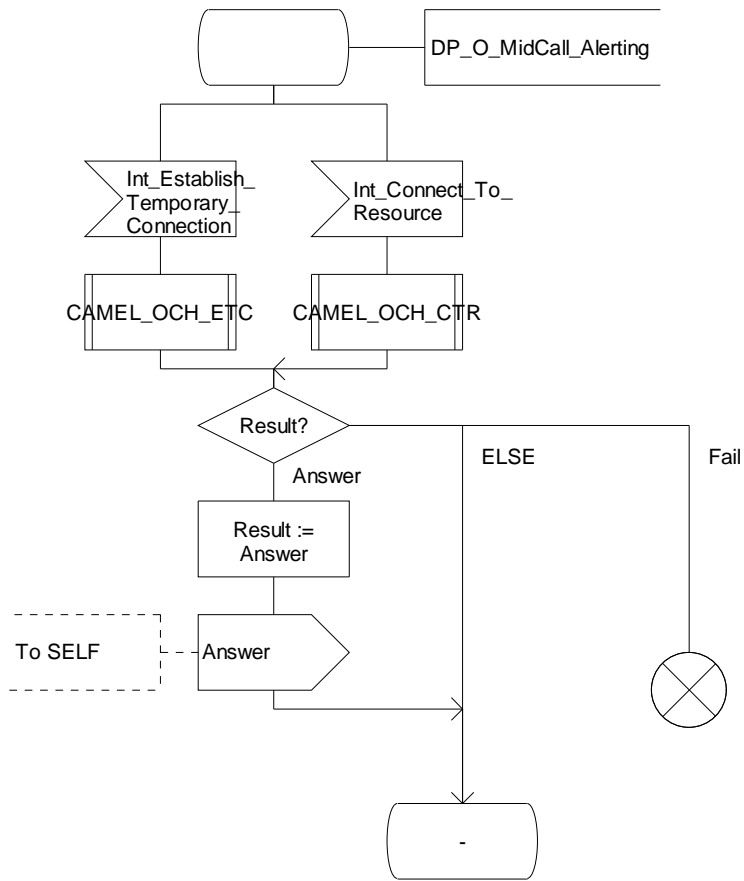 DP_O_MidCall_Alerting
Int_Establish_
Temporary_
Connection
Int_Connect_To_
Resource
CAMEL_OCH_ETC
CAMEL_OCH_CTR
Result?
ELSE
Fail
Answer
Result :=
Answer
To SELF
Answer
-